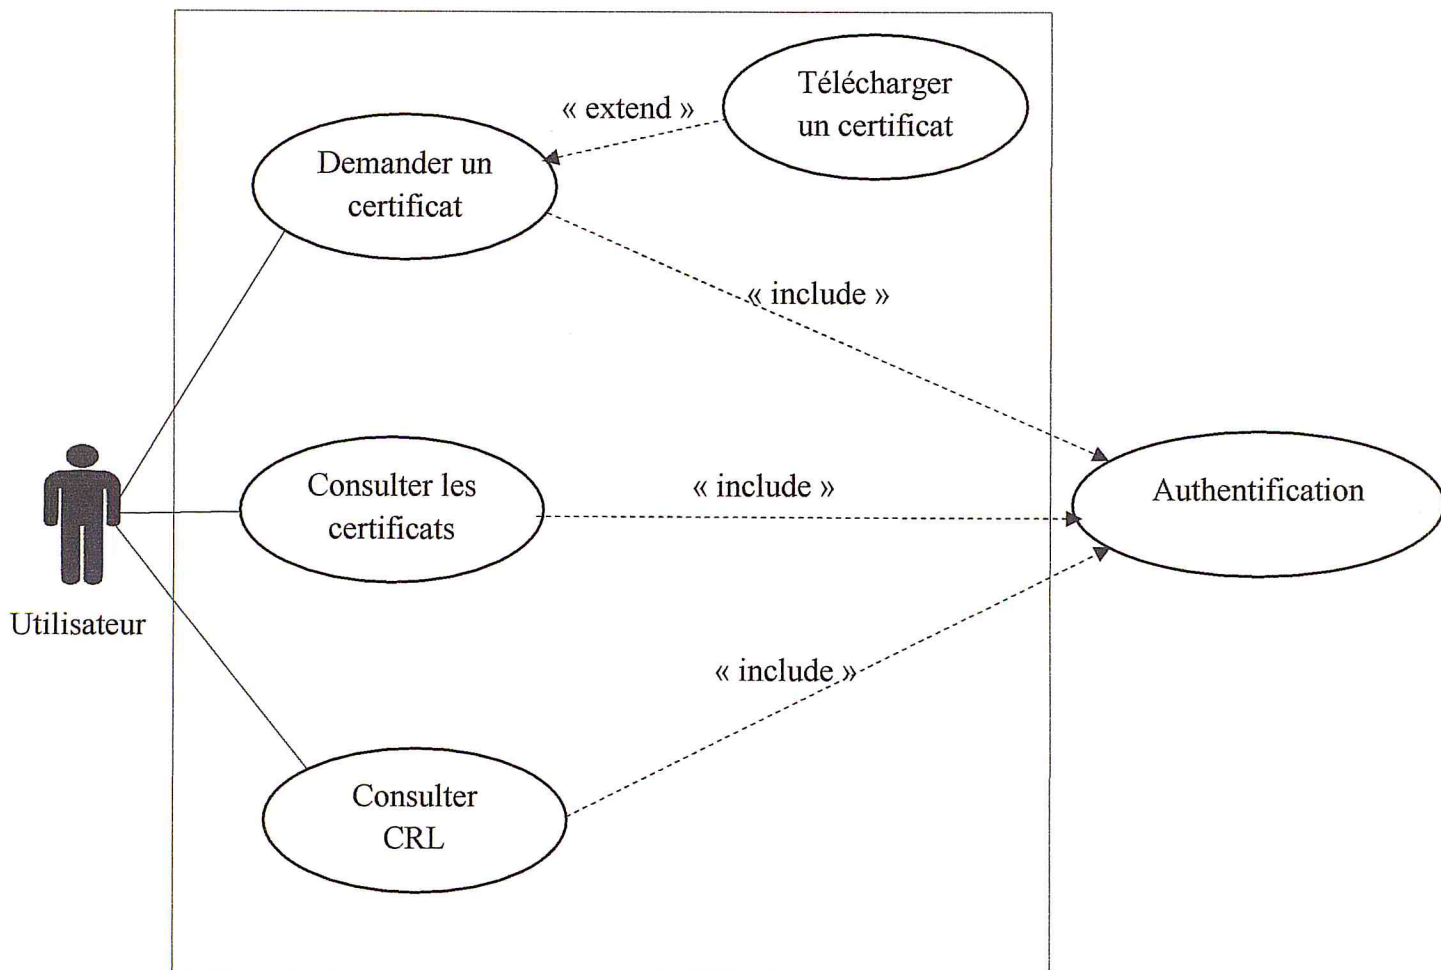 Télécharger
un certificat
« extend »
Demander un
certificat
« include »
Consulter les
certificats
« include »
Authentification
Utilisateur
« include »
Consulter
CRL